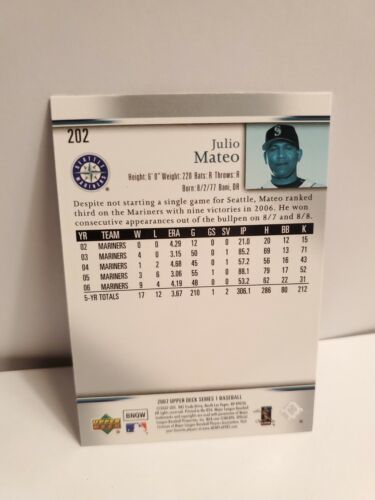 202
Julio
Mateo
Height: 6' 0" Weight: 220 Bats: R Throws: R
Born: 8/2/77 Bani, DR
SEATTLE
MARINERS
Despite not starting a single game for Seattle, Mateo ranked
third on the Mariners with nine victories in 2006. He won
consecutive appearances out of the bullpen on 8/7 and 8/8.
YR TEAM W L ERA G GS SV IP H BB K
02 MARINERS 0 0 4.29 12 0 0 21.0 20 12 15
03 MARINERS 4 0 3.15 50 0 1 85.2 69 13 71
04 MARINERS 1 2 4.68 45 0 1 57.2 56 16 43
05 MARINERS 3 6 3.06 55 1 0 88.1 79 17 52
06 MARINERS 9 4 4.19 48 0 0 53.2 62 22 31
5-YR TOTALS 17 12 3.67 210 1 2 306.1 286 80 212
UPPER
DECK
BNQW
2007 UPPER DECK SERIES 1 BASEBALL